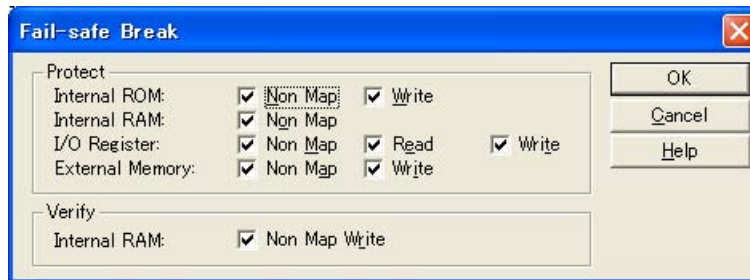 Fail-safe Break
Protect
Internal ROM: Non Map Write
Internal RAM: Non Map
I/O Register: Non Map Read Write
External Memory: Non Map Write
OK
Cancel
Help
Verify
Internal RAM: Non Map Write